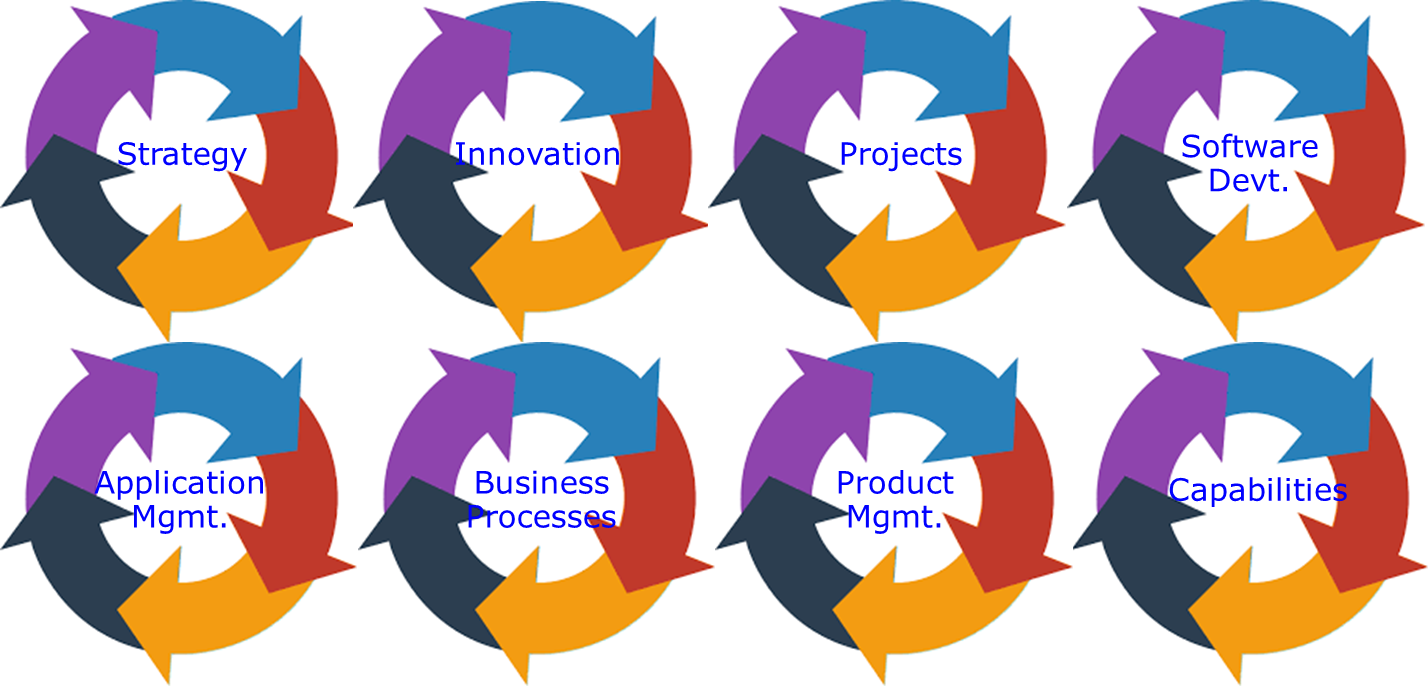 Strategy
Innovation
Projects
Software
Devt.
Application
Mgmt.
Business
Processes
Product
Mgmt.
Capabilities